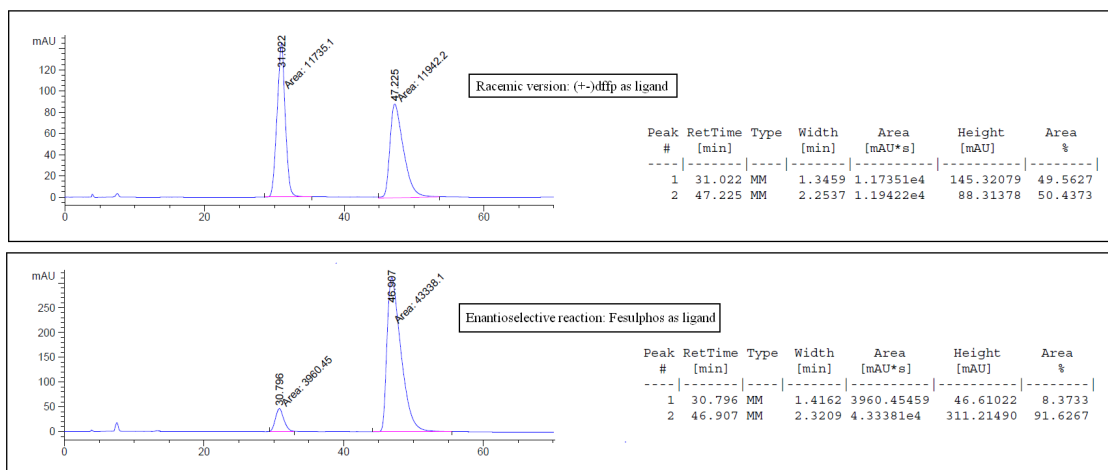 mAU
120
100
80
60
40
20
0
0 20 40 60
31.022
Area: 11735.1
47.225
Area: 11942.2
Racemic version: (+-)dffp as ligand
Peak RetTime Type Width Area Height Area
# [min] [min] [mAU*s] [mAU] %
----|-------|----|-------|----------|----------|--------|
1 31.022 MM 1.3459 1.17351e4 145.32079 49.5627
2 47.225 MM 2.2537 1.19422e4 88.31378 50.4373
mAU
250
200
150
100
50
0
0 20 40 60
30.796
Area: 3960.45
46.907
Area: 43338.1
Enantioselective reaction: Fesulphos as ligand
Peak RetTime Type Width Area Height Area
# [min] [min] [mAU*s] [mAU] %
----|-------|----|-------|----------|----------|--------|
1 30.796 MM 1.4162 3960.45459 46.61022 8.3733
2 46.907 MM 2.3209 4.33381e4 311.21490 91.6267